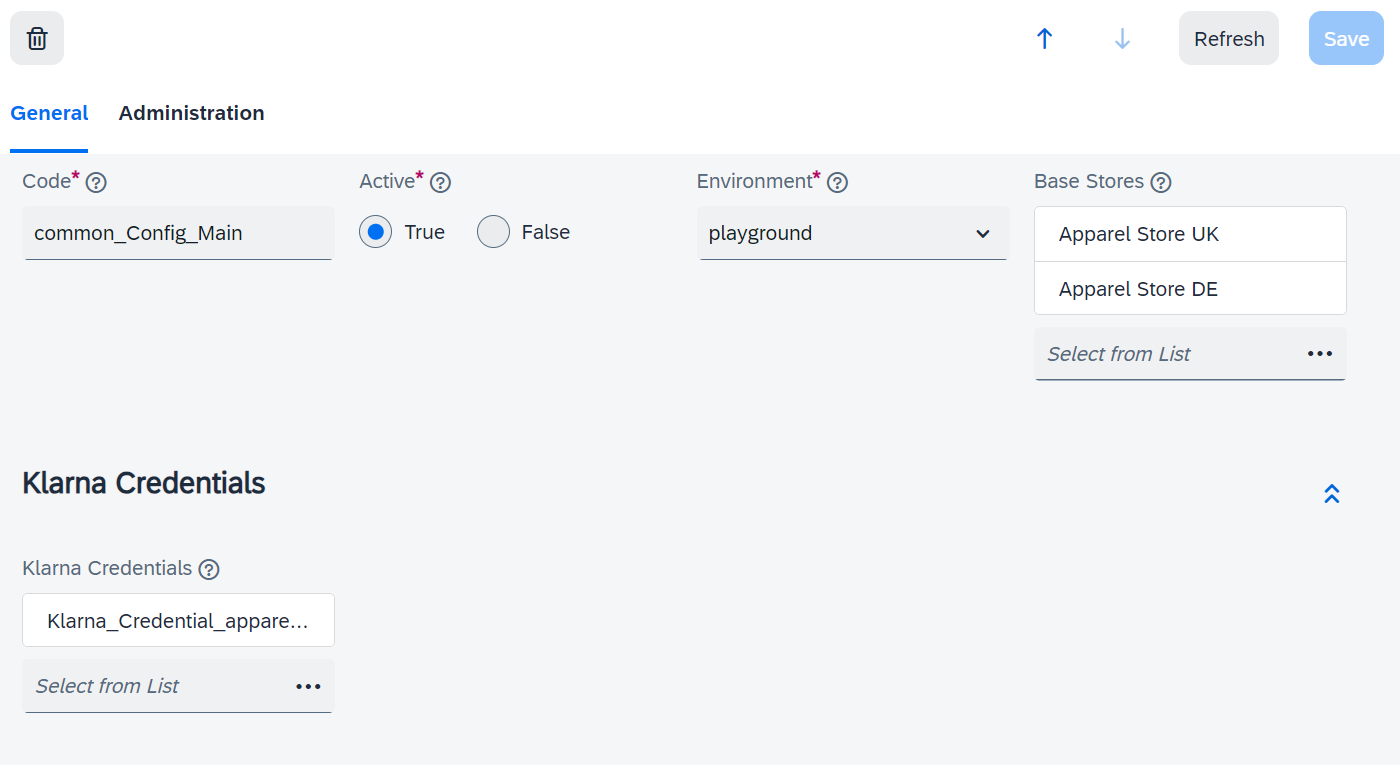 Refresh
Save
General
Administration
Code*
Active*
Environment*
Base Stores
common_Config_Main
True
False
playground
Apparel Store UK
Apparel Store DE
Select from List
Klarna Credentials
Klarna Credentials
Klarna_Credential_appare...
Select from List